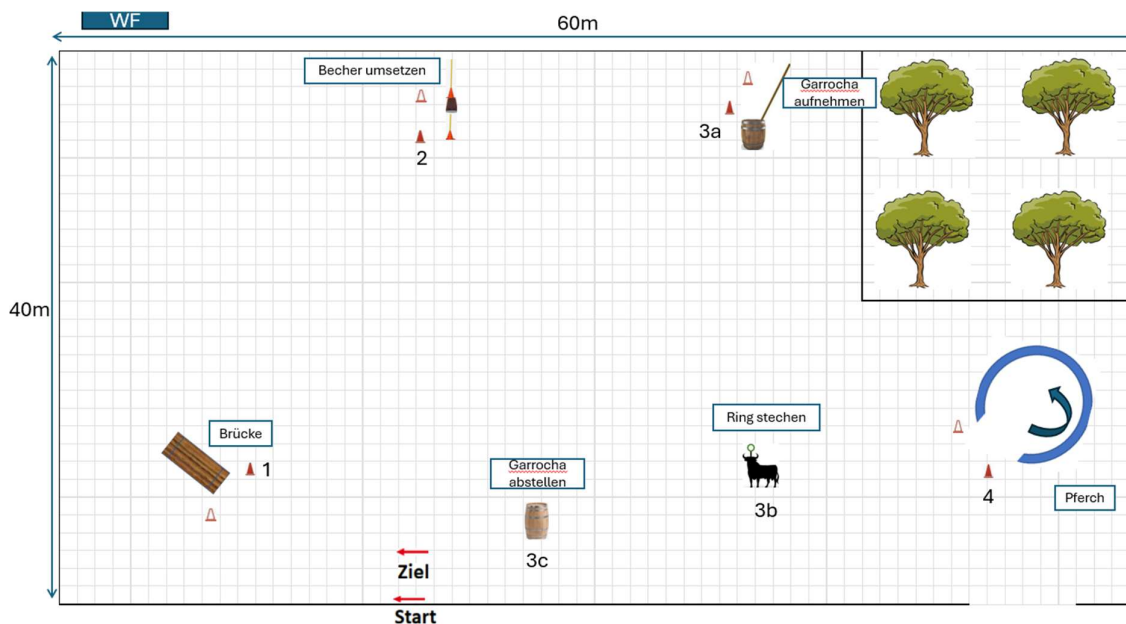 WF
60m
Becher umsetzen
Garrocha
aufnehmen
3a
2
40m
Ring stechen
Brücke
1
Garrocha
abstellen
3b
4
Pferch
3c
Ziel
Start